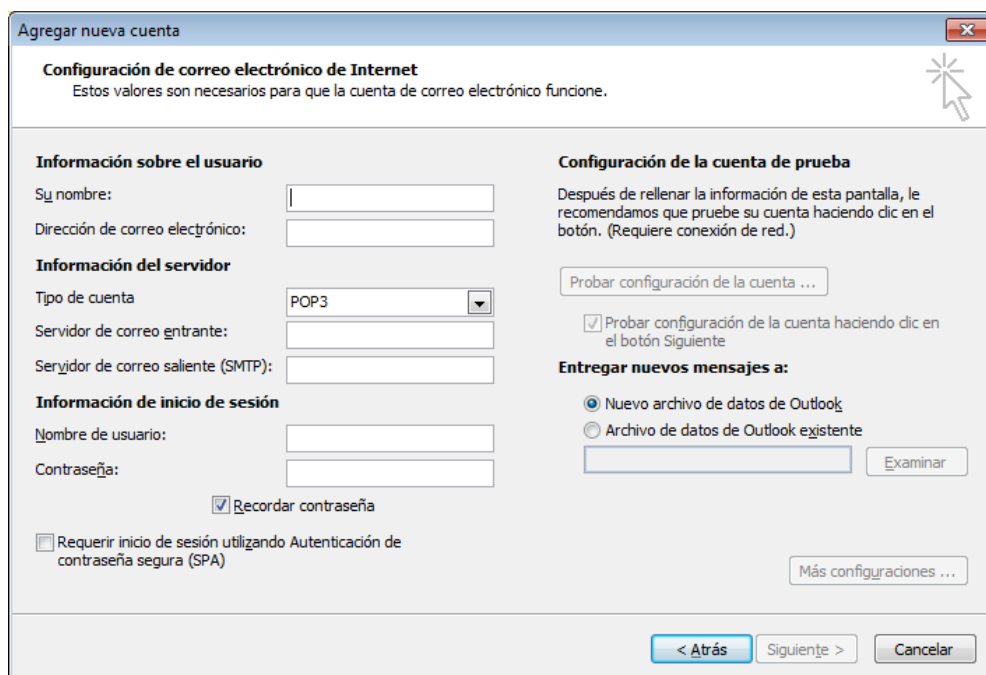 Agregar nueva cuenta
Configuración de correo electrónico de Internet
Estos valores son necesarios para que la cuenta de correo electrónico funcione.
Información sobre el usuario
Su nombre:
Dirección de correo electrónico:
Información del servidor
Tipo de cuenta
POP3
Servidor de correo entrante:
Servidor de correo saliente (SMTP):
Información de inicio de sesión
Nombre de usuario:
Contraseña:
Recordar contraseña
Requerir inicio de sesión utilizando Autenticación de
contraseña segura (SPA)
Configuración de la cuenta de prueba
Después de rellenar la información de esta pantalla, le
recomendamos que pruebe su cuenta haciendo clic en el
botón. (Requiere conexión de red.)
Probar configuración de la cuenta ...
Probar configuración de la cuenta haciendo clic en
el botón Siguiente
Entregar nuevos mensajes a:
Nuevo archivo de datos de Outlook
Archivo de datos de Outlook existente
Examinar
Más configuraciones ...
< Atrás
Siguiente >
Cancelar